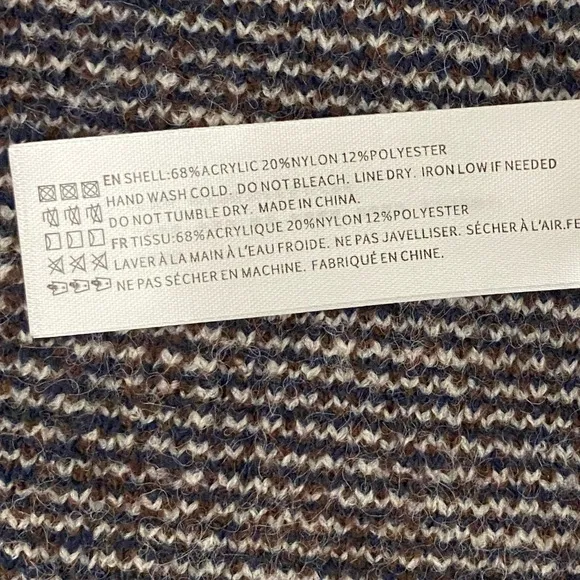 EN SHELL:68%ACRYLIC 20%NYLON 12%POLYESTER
HAND WASH COLD. DO NOT BLEACH. LINE DRY. IRON LOW IF NEEDED
DO NOT TUMBLE DRY. MADE IN CHINA.
FR TISSU:68%ACRYLIQUE 20%NYLON 12%POLYESTER
LAVER À LA MAIN À L'EAU FROIDE. NE PAS JAVELLISER. SÉCHER À L'AIR.FE
NE PAS SÉCHER EN MACHINE. FABRIQUÉ EN CHINE.